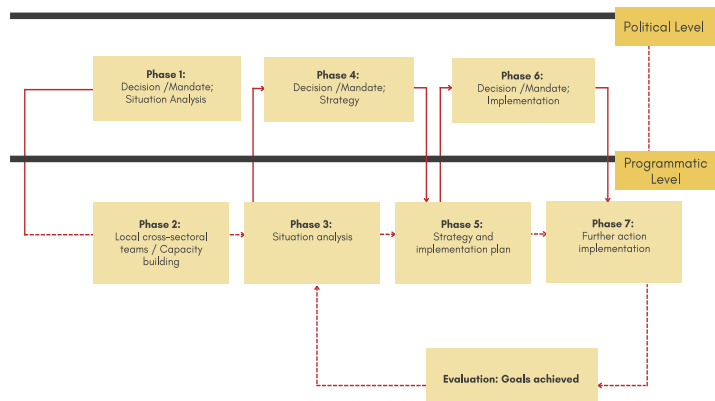 Political Level
Phase 1:
Decision /Mandate;
Situation Analysis
Phase 4:
Decision /Mandate;
Strategy
Phase 6:
Decision /Mandate;
Implementation
Programmatic
Level
Phase 2:
Local cross-sectoral
teams / Capacity
building
Phase 3:
Situation analysis
Phase 5:
Strategy and
implementation plan
Phase 7:
Further action
implementation
Evaluation: Goals achieved